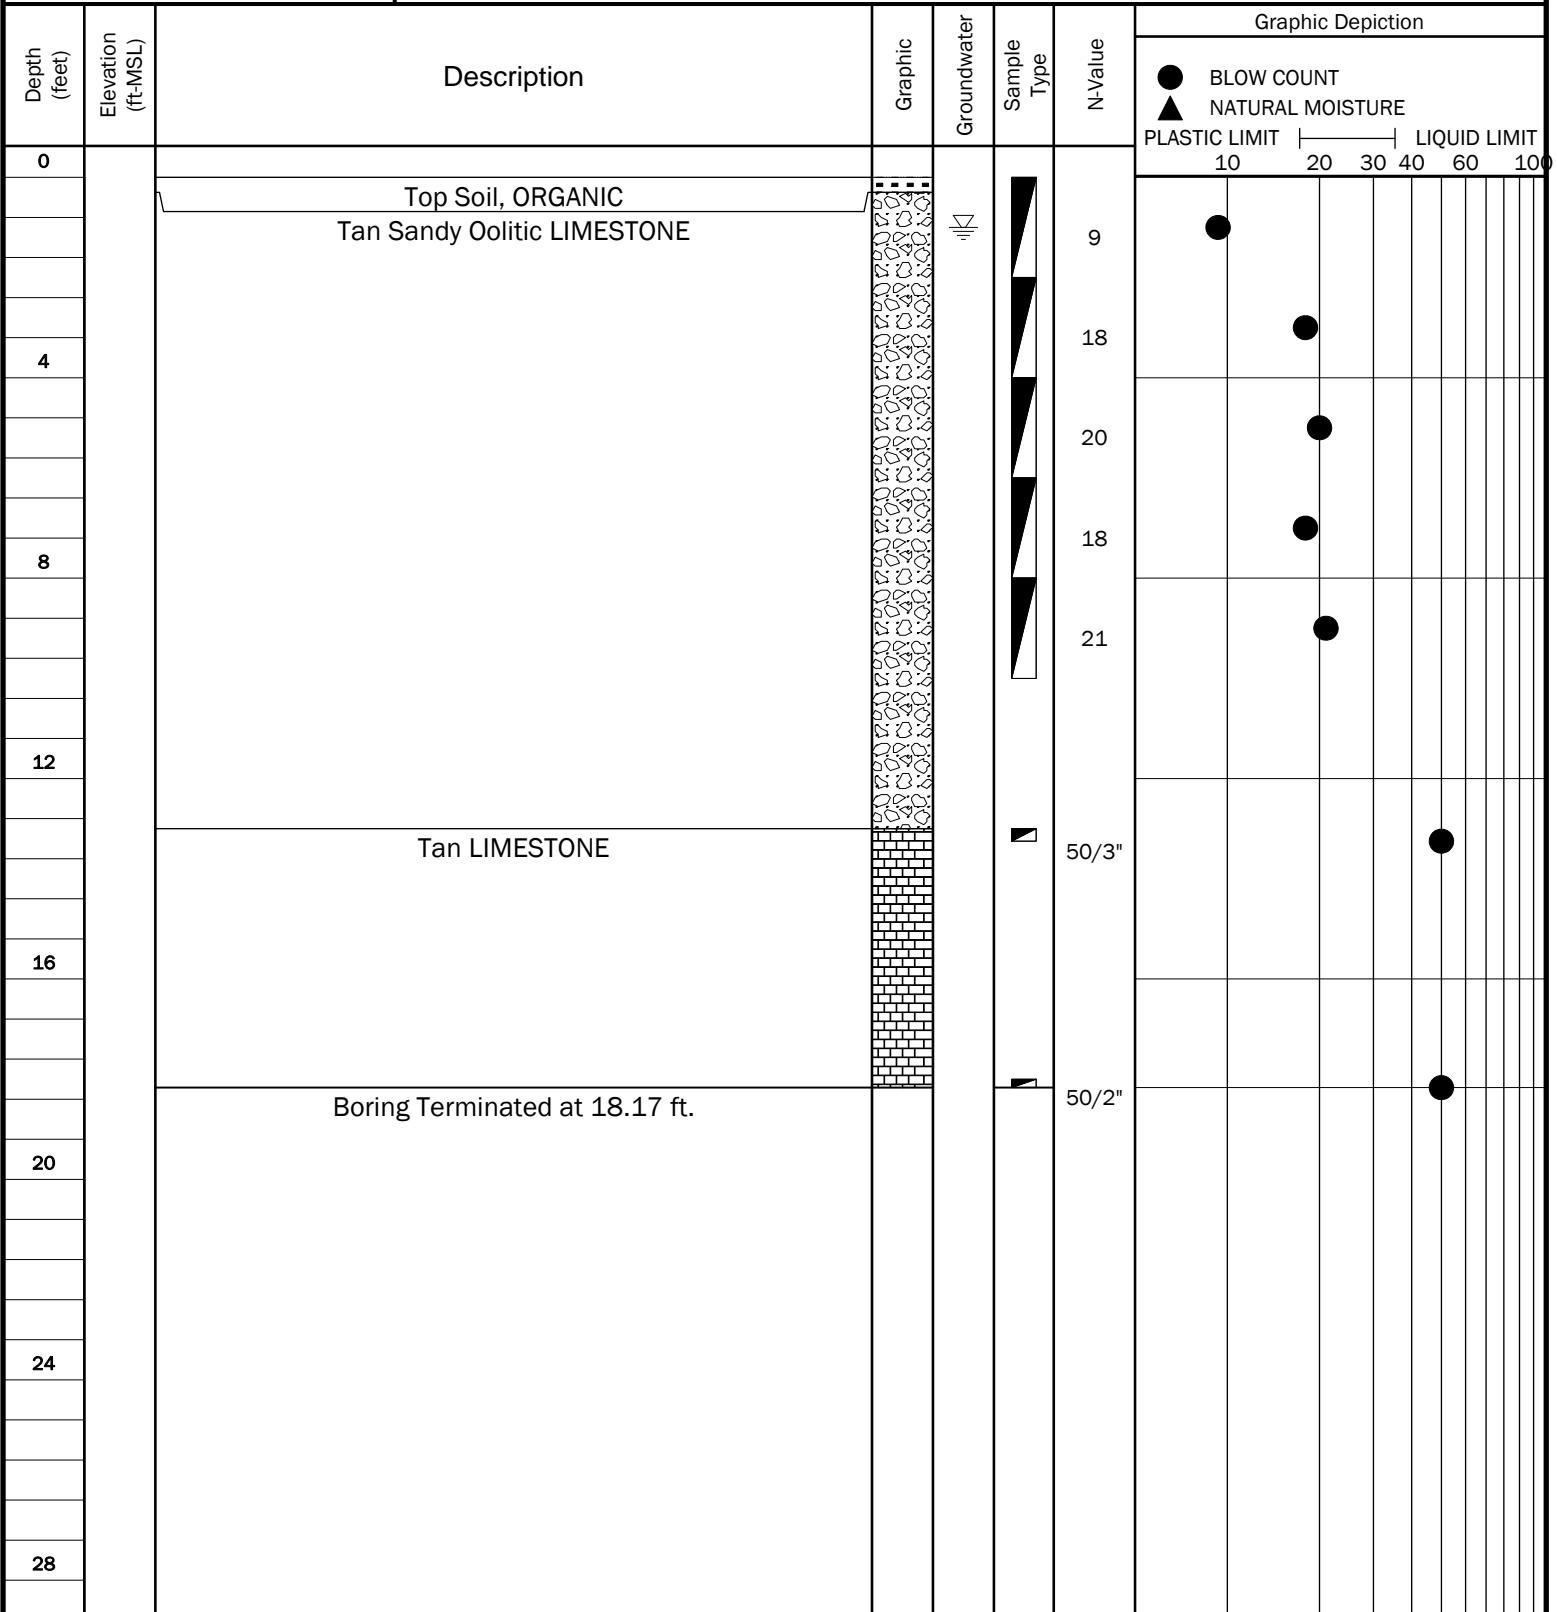 Depth
(feet)
Elevation
(ft-MSL)
Description
Graphic
Groundwater
Sample
Type
N-Value
Graphic Depiction
BLOW COUNT
NATURAL MOISTURE
PLASTIC LIMIT LIQUID LIMIT
10 20 30 40 60 100
0
Top Soil, ORGANIC
Tan Sandy Oolitic LIMESTONE
9
18
4
20
18
8
21
12
Tan LIMESTONE
50/3"
16
50/2"
Boring Terminated at 18.17 ft.
20
24
28